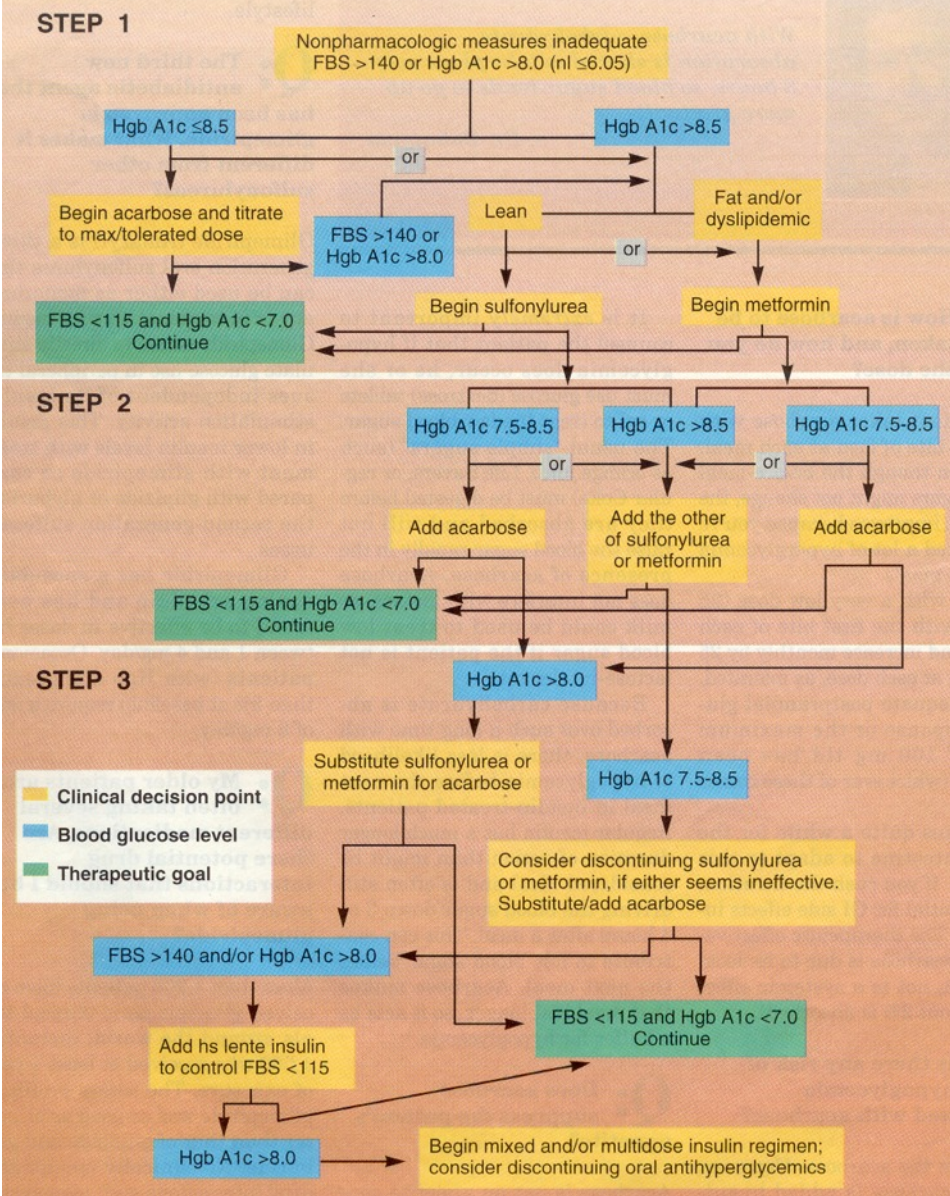 STEP 1
Nonpharmacologic measures inadequate
FBS >140 or Hgb A1c >8.0 (nl ≤6.05)
Hgb A1c ≤8.5
Hgb A1c >8.5
or
Begin acarbose and titrate
to max/tolerated dose
FBS >140 or
Hgb A1c >8.0
Lean
Fat and/or
dyslipidemic
or
Begin sulfonylurea
Begin metformin
FBS <115 and Hgb A1c <7.0
Continue
STEP 2
Hgb A1c 7.5-8.5
Hgb A1c >8.5
Hgb A1c 7.5-8.5
or
or
Add acarbose
Add the other
of sulfonylurea
or metformin
Add acarbose
FBS <115 and Hgb A1c <7.0
Continue
STEP 3
Hgb A1c >8.0
Substitute sulfonylurea or
metformin for acarbose
Hgb A1c 7.5-8.5
Clinical decision point
Blood glucose level
Therapeutic goal
Consider discontinuing sulfonylurea
or metformin, if either seems ineffective.
Substitute/add acarbose
FBS >140 and/or Hgb A1c >8.0
FBS <115 and Hgb A1c <7.0
Continue
Add hs lente insulin
to control FBS <115
Hgb A1c >8.0
Begin mixed and/or multidose insulin regimen;
consider discontinuing oral antihyperglycemics